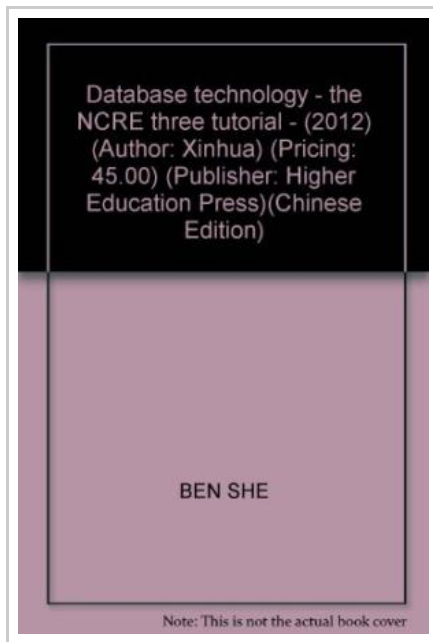 Database technology - the
NCRE three tutorial - (2012)
(Author: Xinhua) (Pricing:
45.00) (Publisher: Higher
Education Press)(Chinese
Edition)
BEN SHE
Note: This is not the actual book cover